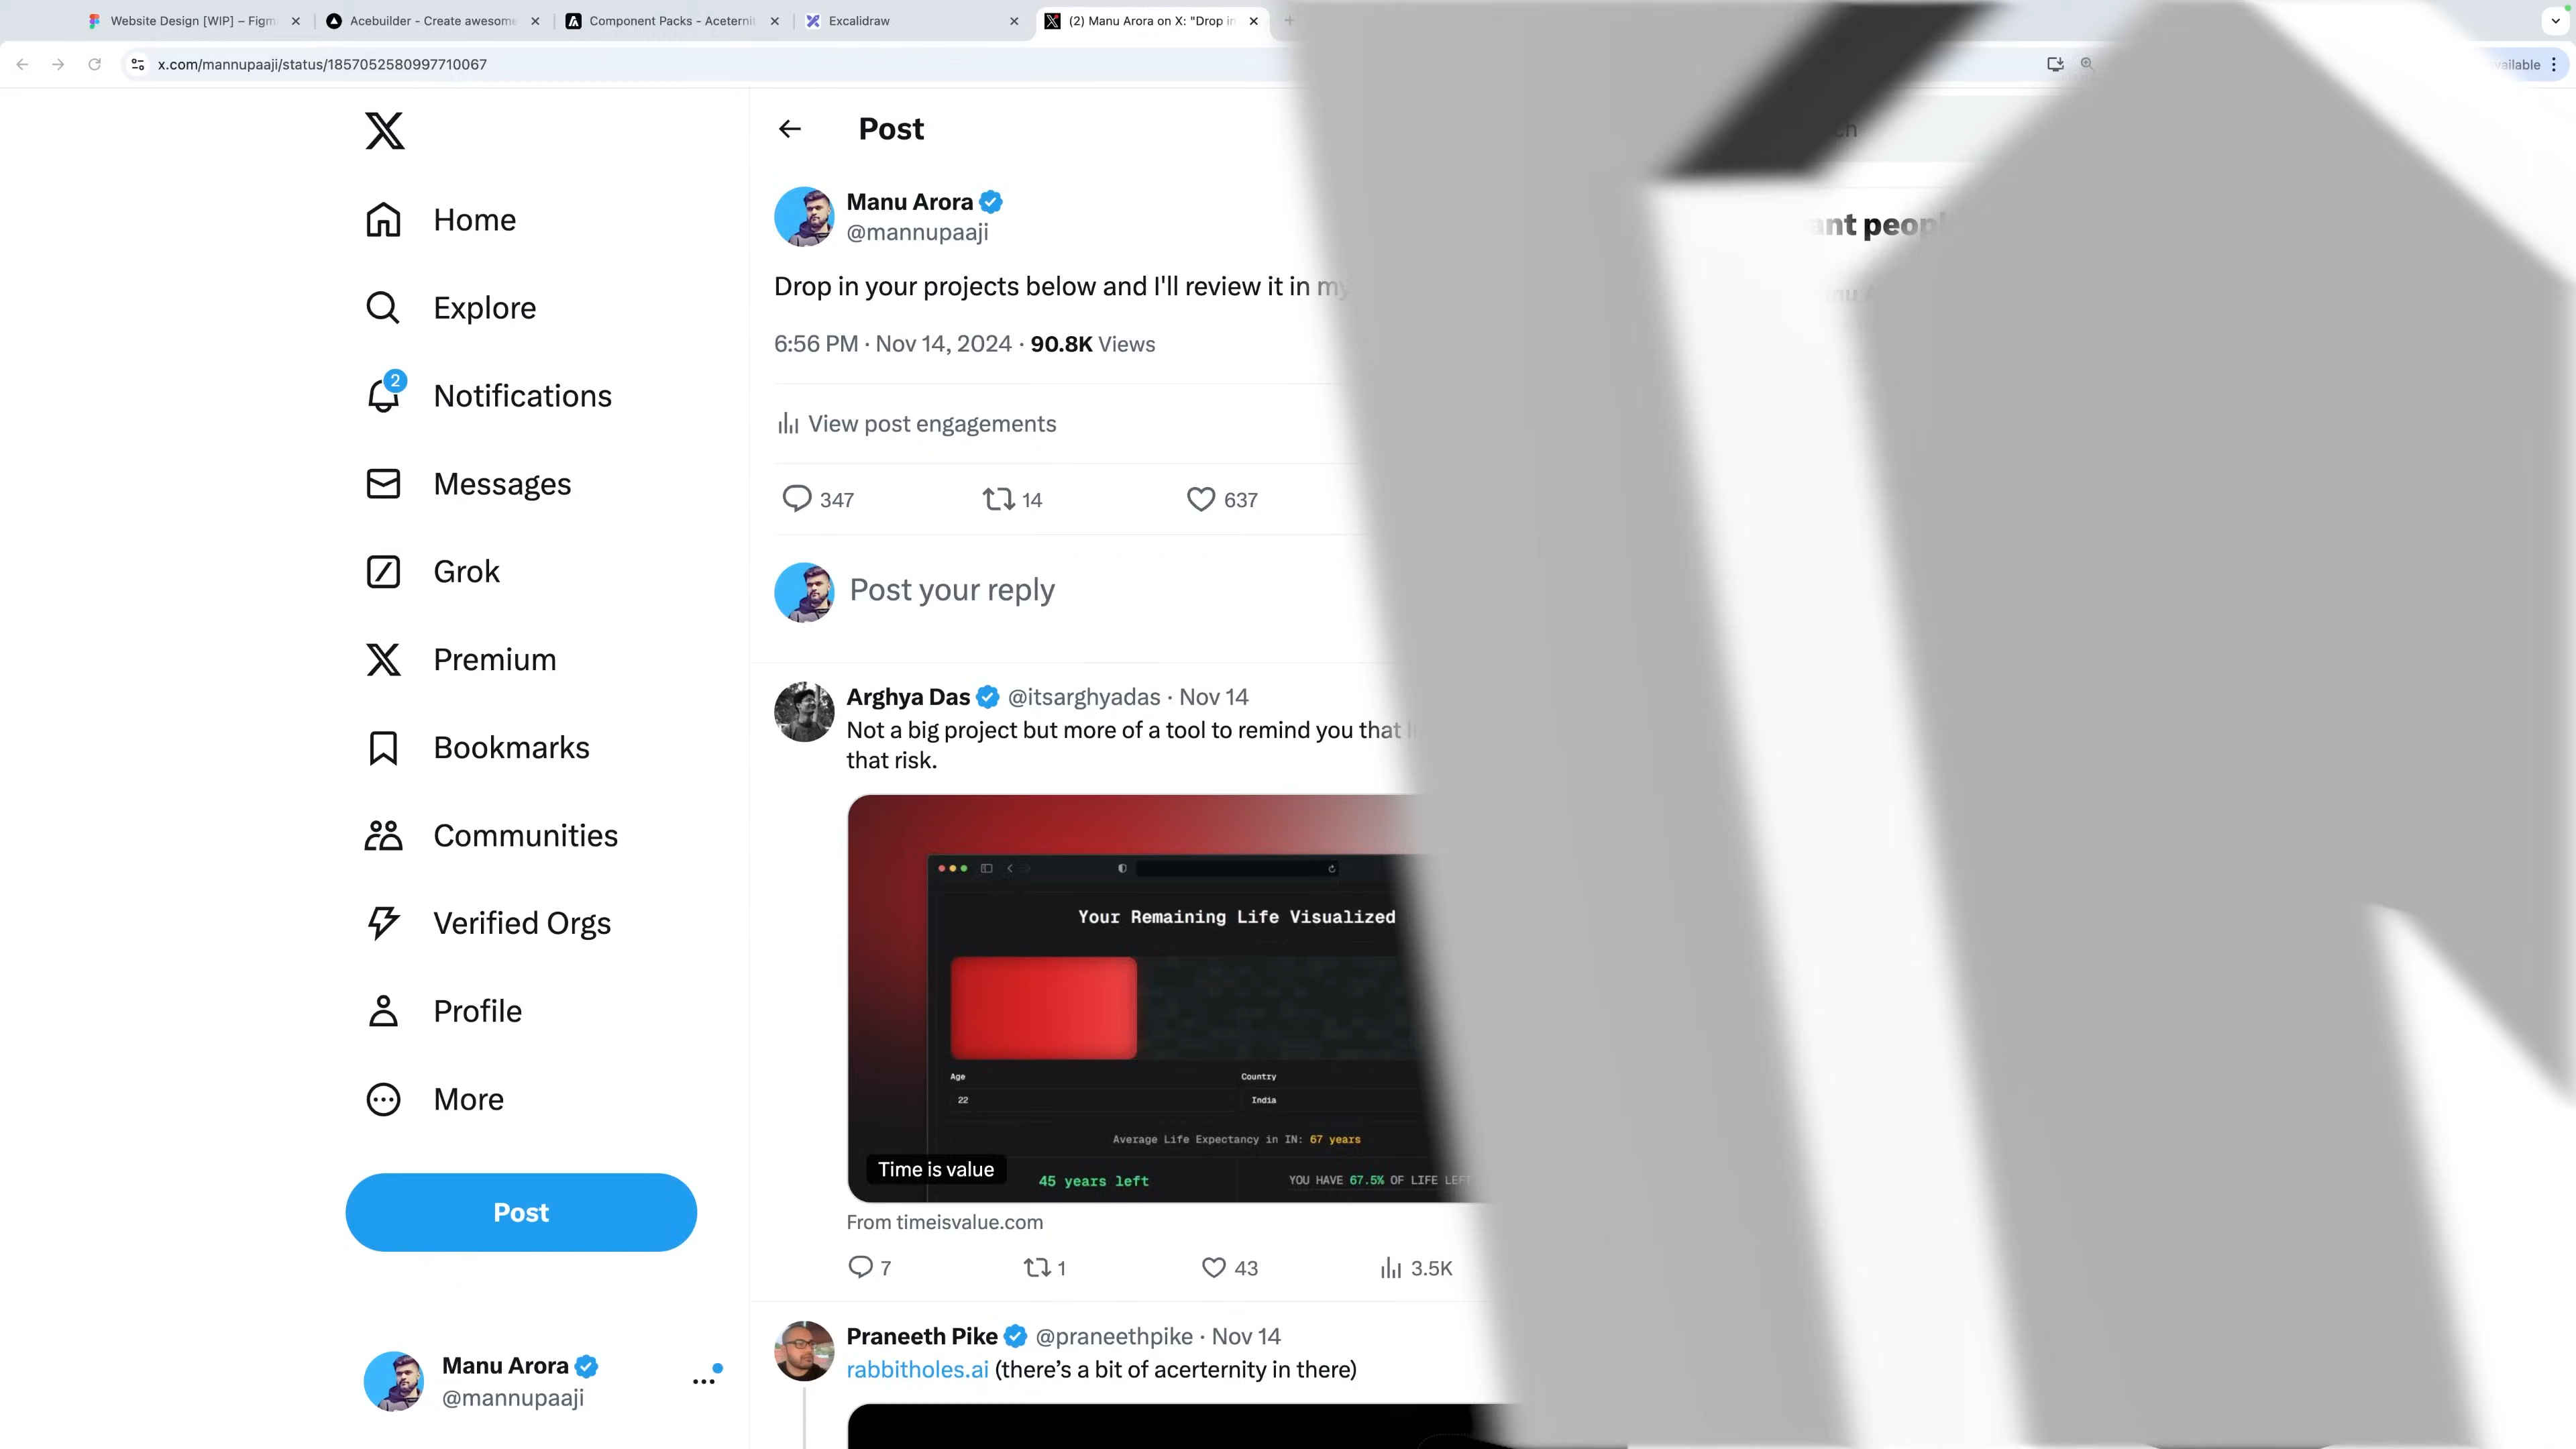 Website Design [WIP] – Figm
Acebuilder - Create awesome
Component Packs - Aceternit
Excalidraw
(2) Manu Arora on X: "Drop in
x.com/mannupaaji/status/1857052580997710067
Home
Explore
2
Notifications
Messages
Grok
Premium
Bookmarks
Communities
Verified Orgs
Profile
More
Post
Manu Arora
@mannupaaji
Post
Manu Arora
@mannupaaji
Drop in your projects below and I'll review it in my
6:56 PM · Nov 14, 2024 · 90.8K Views
View post engagements
347 14 637
Post your reply
Arghya Das @itsarghyadas · Nov 14
Not a big project but more of a tool to remind you that
that risk.
Your Remaining Life Visualized
Age Country
22 India
Average Life Expectancy in IN: 67 years
45 years left YOU HAVE 67.5% OF LIFE LEFT
Time is value
From timeisvalue.com
7 1 43 3.5K
Praneeth Pike @praneethpike · Nov 14
rabbitholes.ai (there's a bit of acerternity in there)